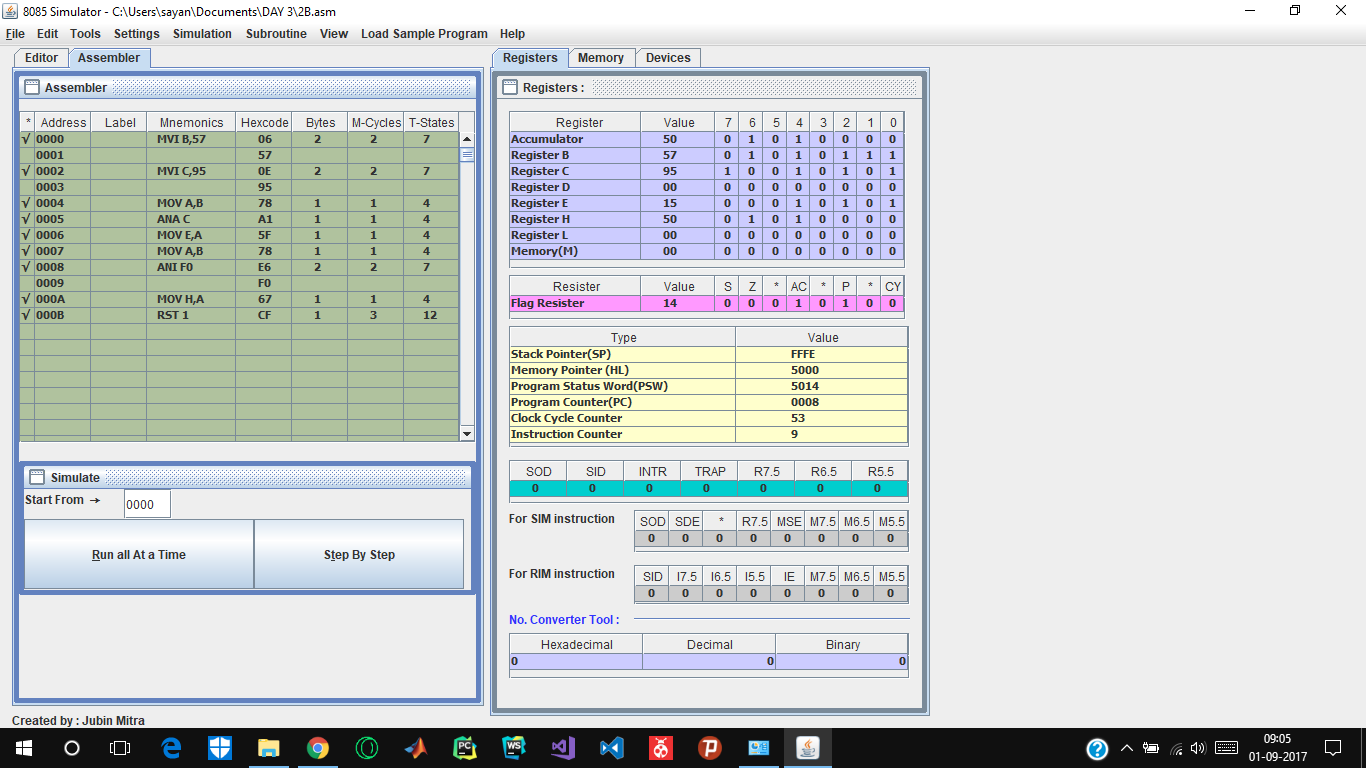 8085 Simulator - C:\Users\sayan\Documents\DAY 3\2B.asm
File Edit Tools Settings Simulation Subroutine View Load Sample Program Help
Editor Assembler
Assembler
* Address Label Mnemonics Hexcode Bytes M-Cycles T-States
√ 0000 MVI B,57 06 2 2 7
0001 57
√ 0002 MVI C,95 0E 2 2 7
0003 95
√ 0004 MOV A,B 78 1 1 4
√ 0005 ANA C A1 1 1 4
√ 0006 MOV E,A 5F 1 1 4
√ 0007 MOV A,B 78 1 1 4
√ 0008 ANI F0 E6 2 2 7
0009 F0
√ 000A MOV H,A 67 1 1 4
√ 000B RST 1 CF 1 3 12
Simulate
Start From →
0000
Run all At a Time Step By Step
Created by : Jubin Mitra
Registers Memory Devices
Registers :
Register Value 7 6 5 4 3 2 1 0
Accumulator 50 0 1 0 1 0 0 0 0
Register B 57 0 1 0 1 0 1 1 1
Register C 95 1 0 0 1 0 1 0 1
Register D 00 0 0 0 0 0 0 0 0
Register E 15 0 0 0 1 0 1 0 1
Register H 50 0 1 0 1 0 0 0 0
Register L 00 0 0 0 0 0 0 0 0
Memory(M) 00 0 0 0 0 0 0 0 0
Resister Value S Z * AC * P * CY
Flag Resister 14 0 0 0 1 0 1 0 0
Type Value
Stack Pointer(SP) FFFE
Memory Pointer (HL) 5000
Program Status Word(PSW) 5014
Program Counter(PC) 0008
Clock Cycle Counter 53
Instruction Counter 9
SOD SID INTR TRAP R7.5 R6.5 R5.5
0 0 0 0 0 0 0
For SIM instruction
SOD SDE * R7.5 MSE M7.5 M6.5 M5.5
0 0 0 0 0 0 0 0
For RIM instruction
SID I7.5 I6.5 I5.5 IE M7.5 M6.5 M5.5
0 0 0 0 0 0 0 0
No. Converter Tool :
Hexadecimal Decimal Binary
0 0 0
PC WS
09:05
01-09-2017